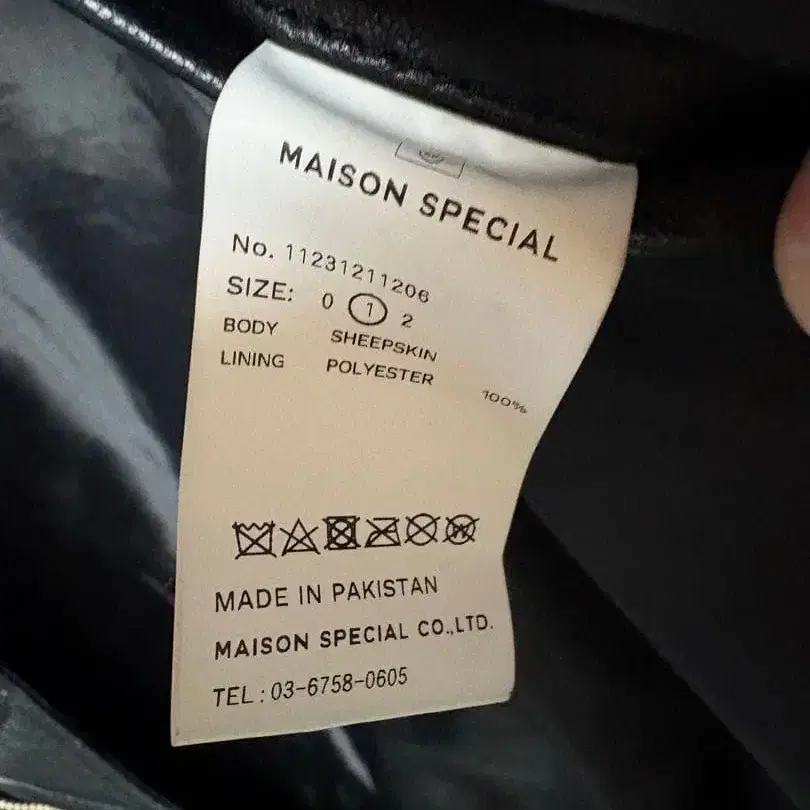 MAISON SPECIAL
No. 11231211206
SIZE: 0 1 2
BODY SHEEPSKIN
LINING POLYESTER 100%
MADE IN PAKISTAN
MAISON SPECIAL CO.,LTD.
TEL : 03-6758-0605